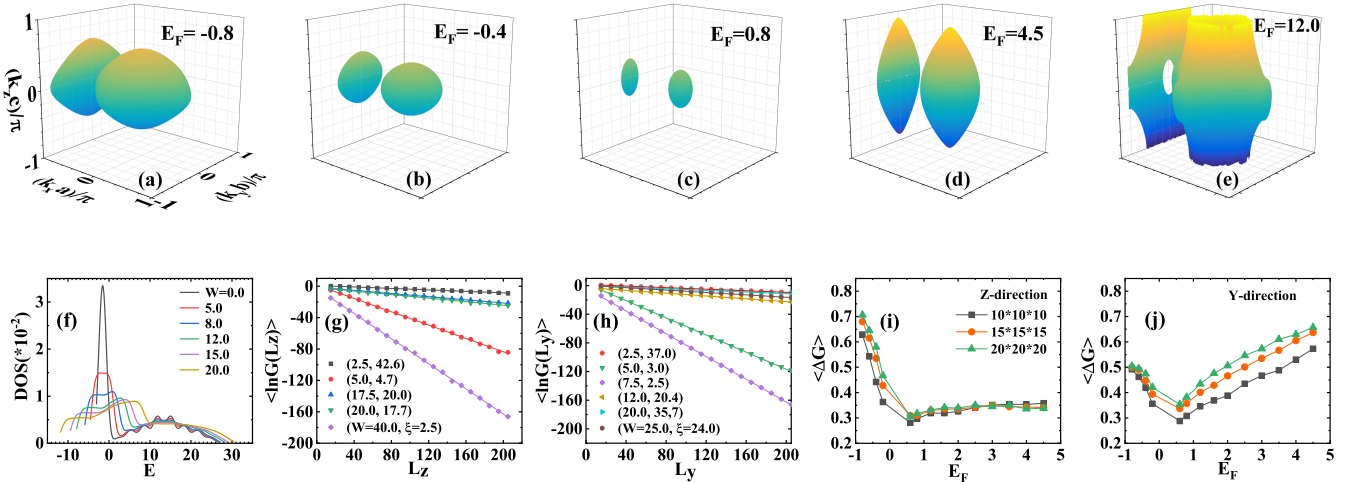 E_F= -0.8
E_F= -0.4
E_F=0.8
E_F=4.5
E_F=12.0
1
0
-1
(k_z c)/π
-1
0
1
(k_x a)/π
-1
0
1
(k_y b)/π
(a)
(b)
(c)
(d)
(e)
DOS(*10^-2)
3
2
1
0
-10 0 10 20 30
E
(f)
W=0.0
5.0
8.0
12.0
15.0
20.0
<lnG(Lz)>
0
-40
-80
-120
-160
-200
0 40 80 120 160 200
L_z
(g)
(2.5, 42.6)
(5.0, 4.7)
(17.5, 20.0)
(20.0, 17.7)
(W=40.0, ξ=2.5)
<lnG(Ly)>
0
-40
-80
-120
-160
-200
0 40 80 120 160 200
L_y
(h)
(2.5, 37.0)
(5.0, 3.0)
(7.5, 2.5)
(12.0, 20.4)
(20.0, 35,7)
(W=25.0, ξ=24.0)
<ΔG>
0.8
0.7
0.6
0.5
0.4
0.3
0.2
-1 0 1 2 3 4 5
E_F
(i)
Z-direction
10*10*10
15*15*15
20*20*20
<ΔG>
0.8
0.7
0.6
0.5
0.4
0.3
0.2
-1 0 1 2 3 4 5
E_F
(j)
Y-direction